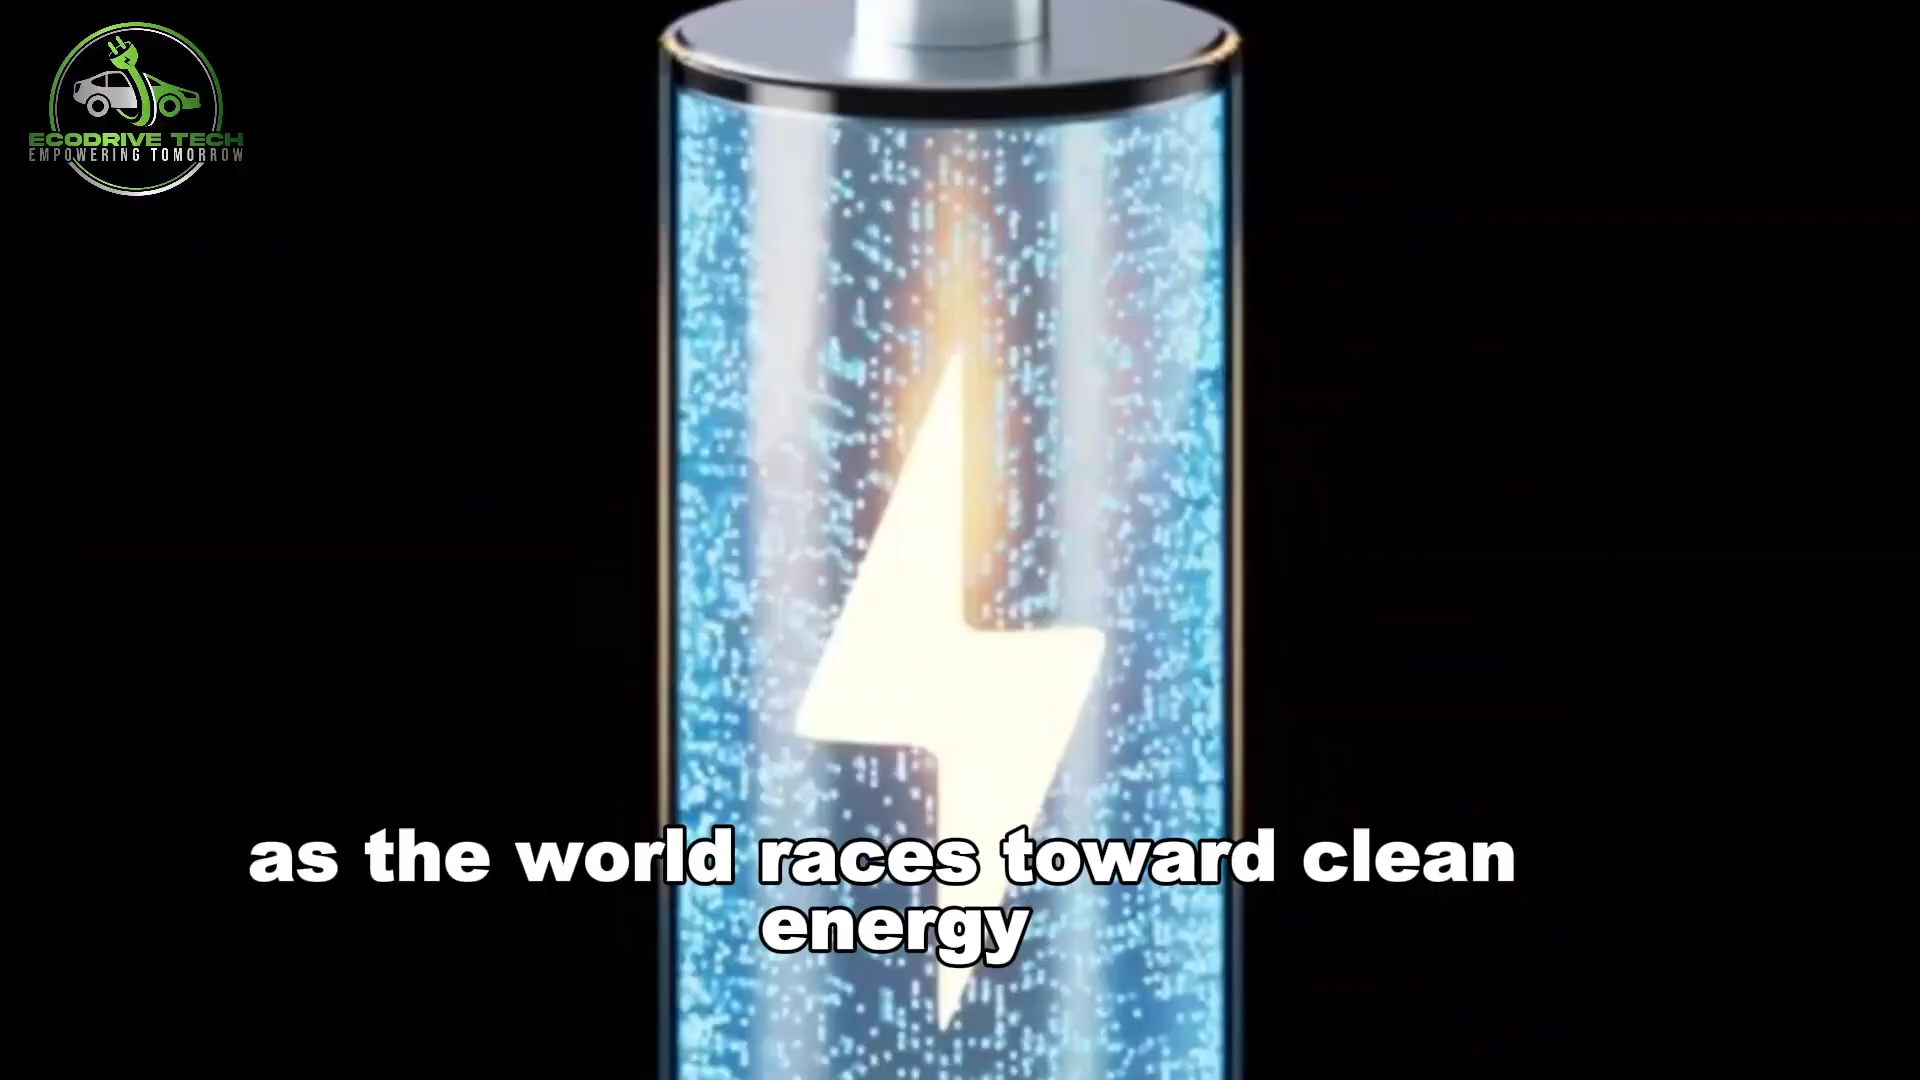 ECODRIVE TECH
EMPOWERING TOMORROW
as the world races toward clean
energy